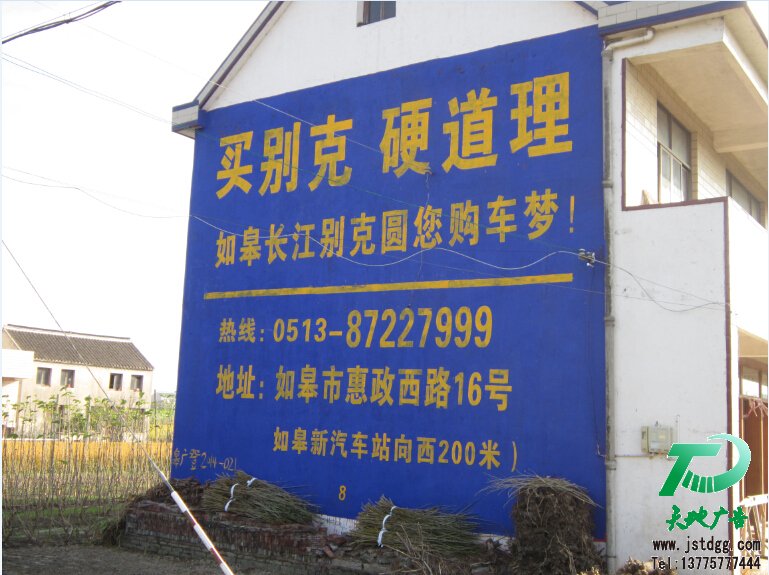 买别克 硬道理
如皋长江别克圆您购车梦！
热线：0513-87227999
地址：如皋市惠政西路16号
如皋新汽车站向西200米）
8
天地广告
www.jstdgg.com
Tel:13775777444